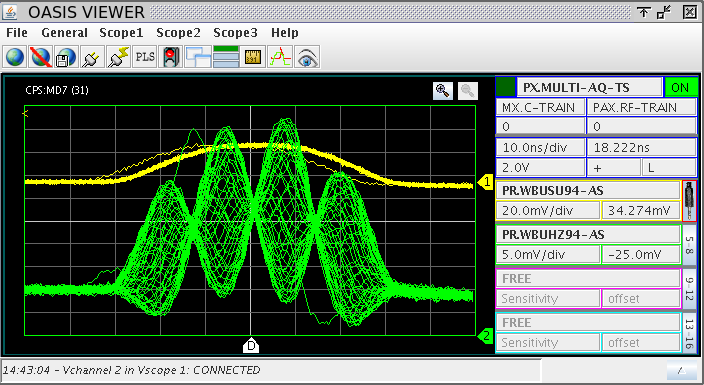 OASIS VIEWER
File General Scope1 Scope2 Scope3 Help
PLS
CPS:MD7 (31)
PX.MULTI-AQ-TS ON
MX.C-TRAIN PAX.RF-TRAIN
0 0
10.0ns/div 18.222ns
2.0V + L
PR.WBUSU94-AS
20.0mV/div 34.274mV
PR.WBUHZ94-AS
5.0mV/div -25.0mV
5-8
FREE
Sensitivity offset
9-12
FREE
Sensitivity offset
13-16
1
2
D
14:43:04 - Vchannel 2 in Vscope 1: CONNECTED